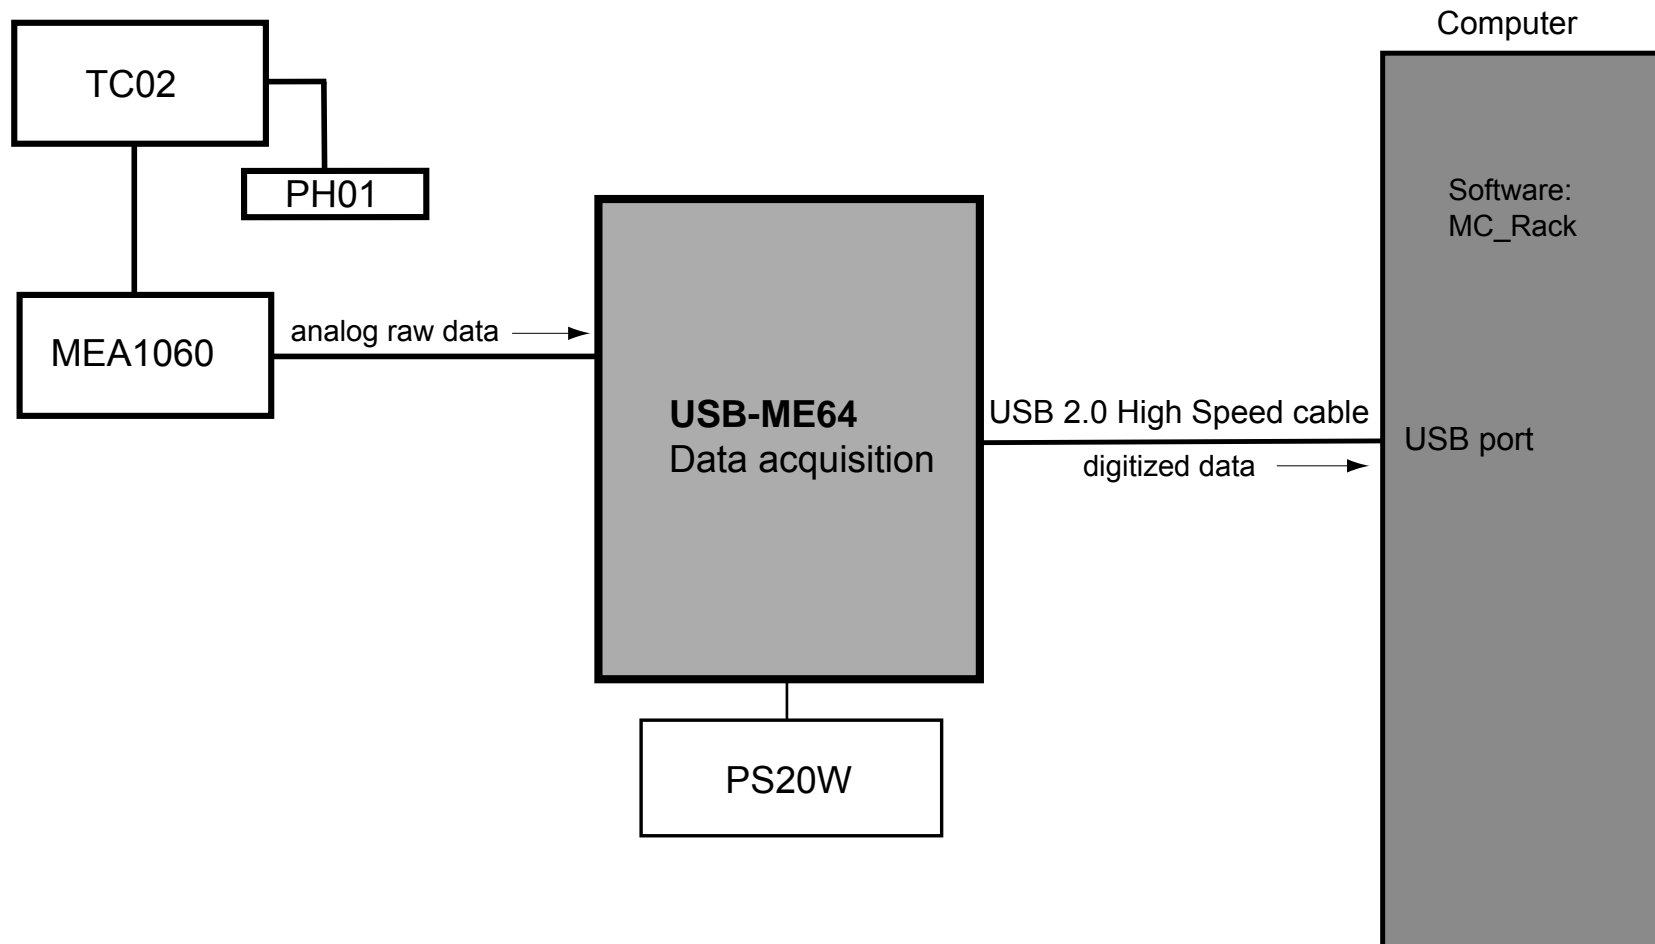 Computer
TC02
PH01
Software:
MC_Rack
MEA1060
analog raw data
USB-ME64
Data acquisition
USB 2.0 High Speed cable
digitized data
USB port
PS20W